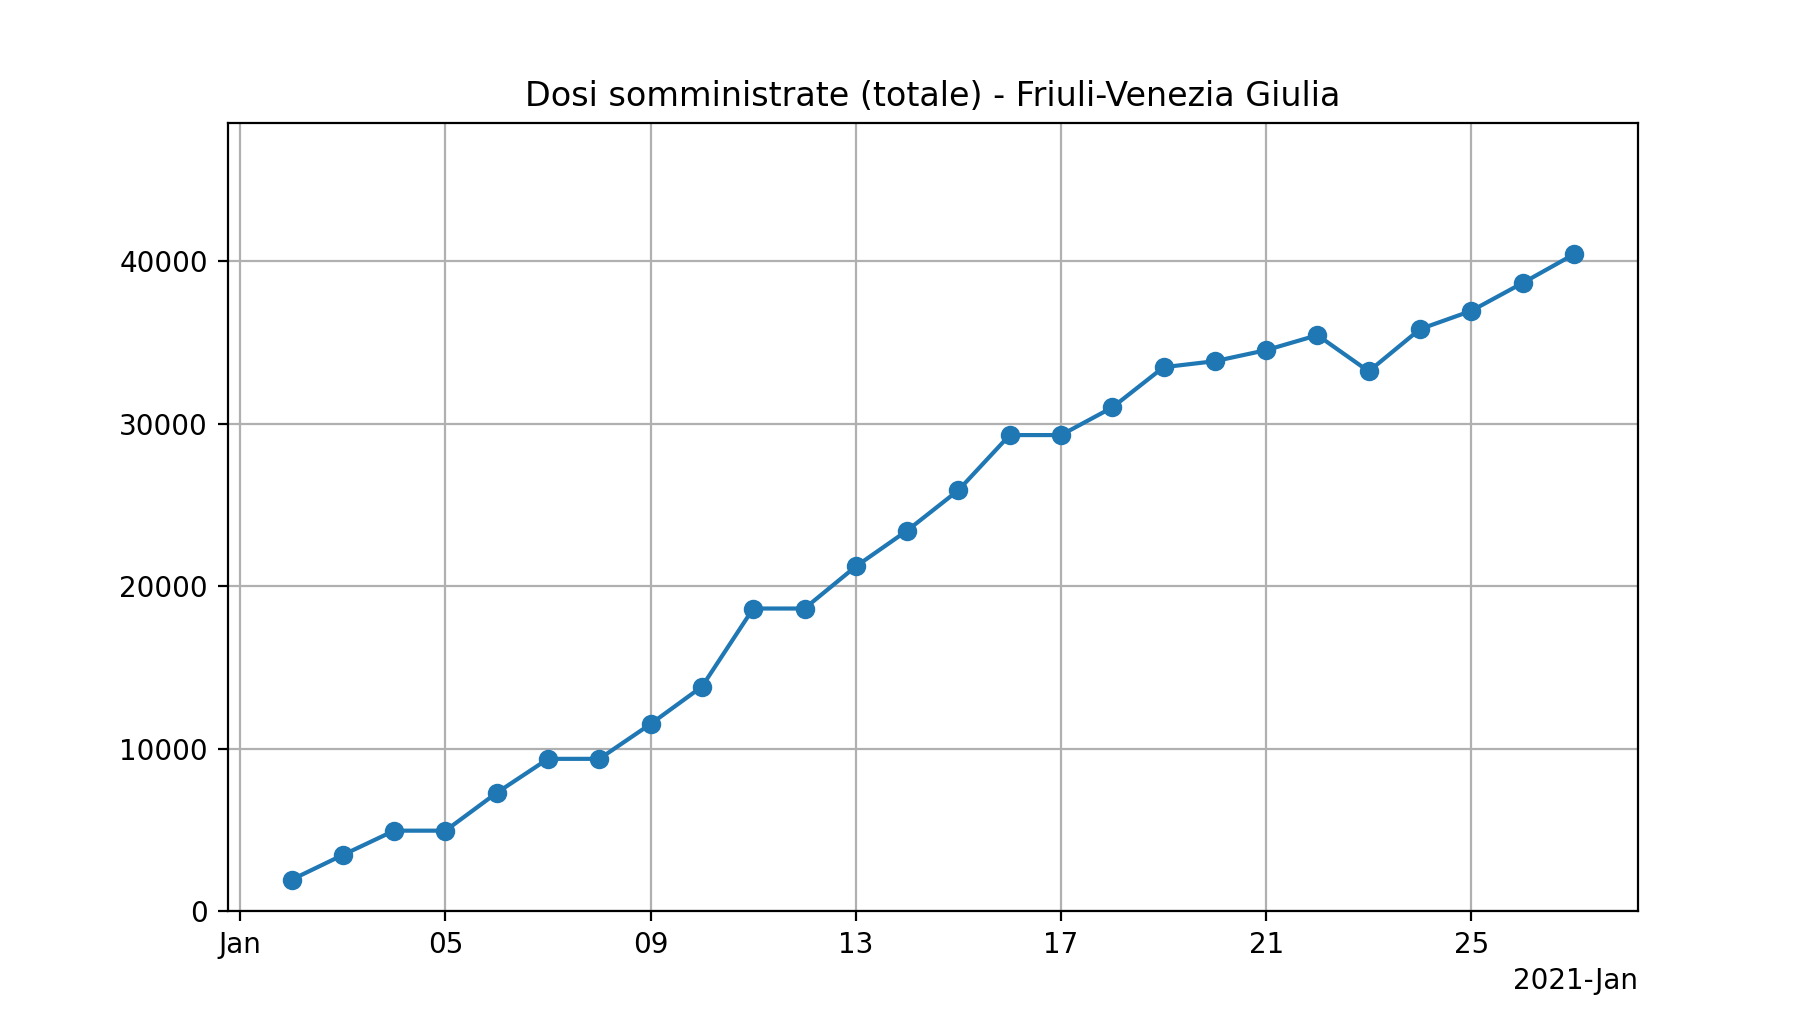 Dosi somministrate (totale) - Friuli-Venezia Giulia
40000
30000
20000
10000
0
Jan 05 09 13 17 21 25
2021-Jan